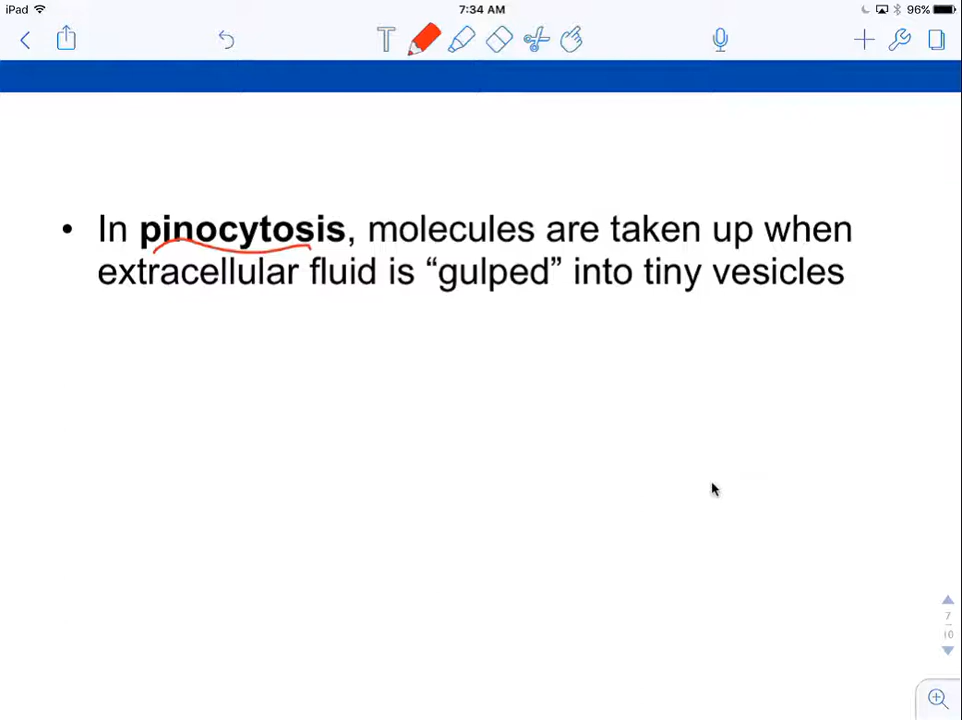 iPad 7:34 AM 96%
T
• In pinocytosis, molecules are taken up when
extracellular fluid is “gulped” into tiny vesicles
7
10